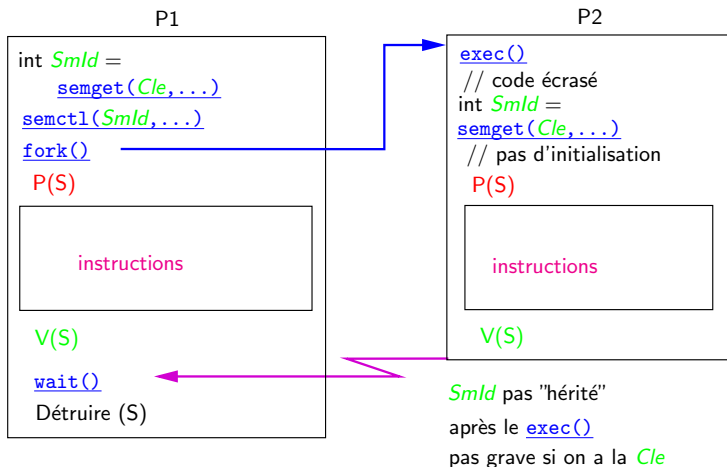 P1
int SmId =
semget(Cle,...)
semctl(SmId,...)
fork()
P(S)
instructions
V(S)
wait()
Détruire (S)
P2
exec()
// code écrasé
int SmId =
semget(Cle,...)
// pas d'initialisation
P(S)
instructions
V(S)
SmId pas "hérité"
après le exec()
pas grave si on a la Cle